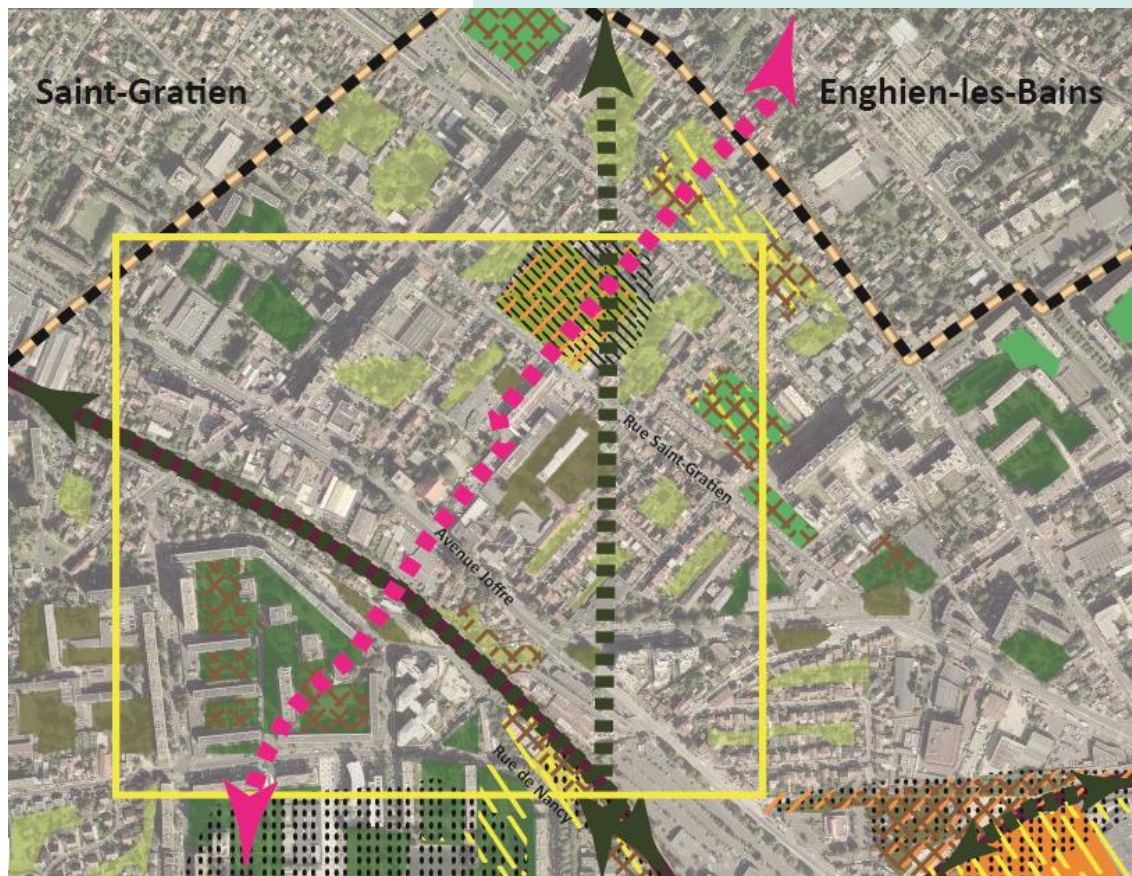 Saint-Gratien
Enghien-les-Bains
Rue Saint-Gratien
Avenue Joffre
Rue de Nancy